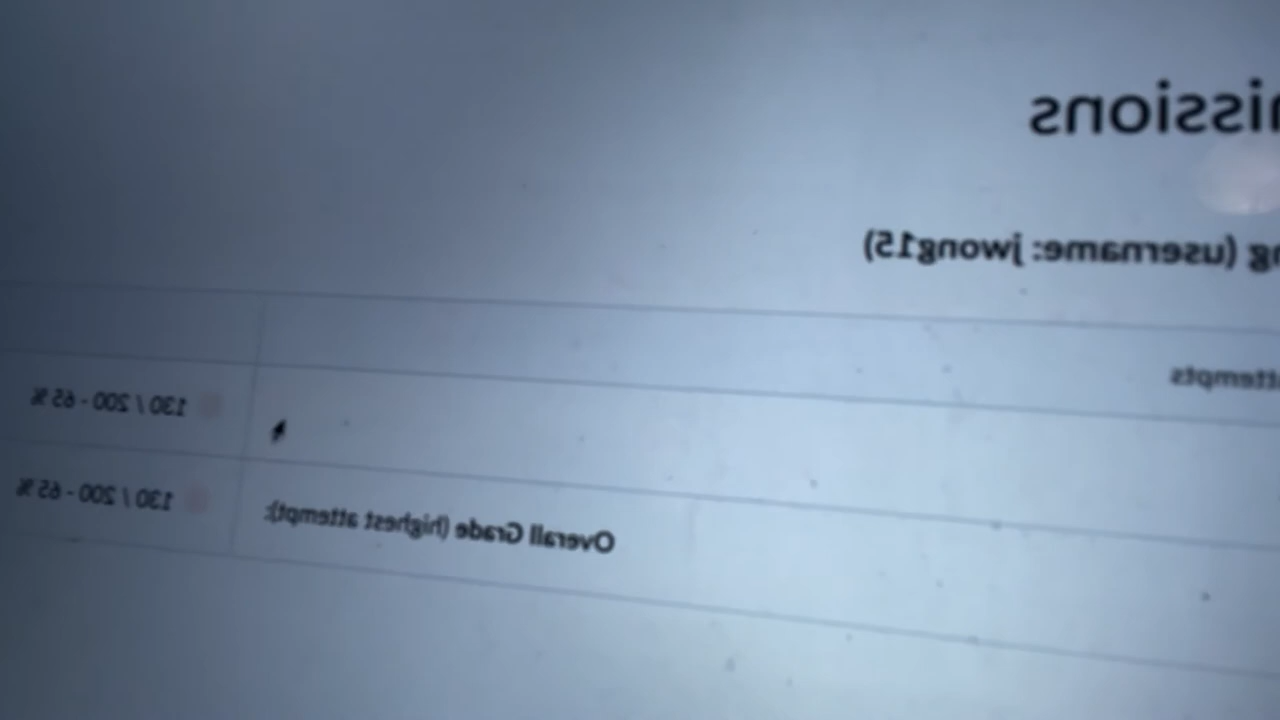 issions
(username: jwong15)
ttempts
130 / 200 - 65 %
Overall Grade (highest attempt): 130 / 200 - 65 %